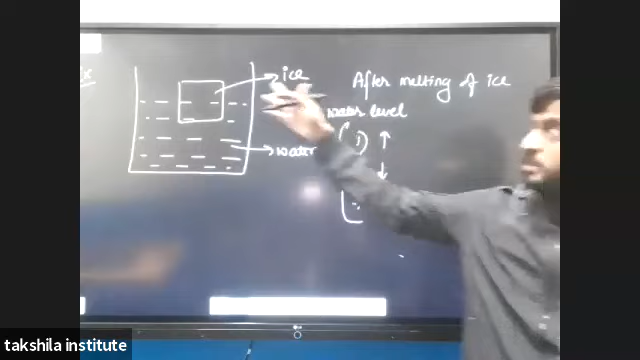 ice
After melting of ice
water level
↑
water
↓
takshila institute